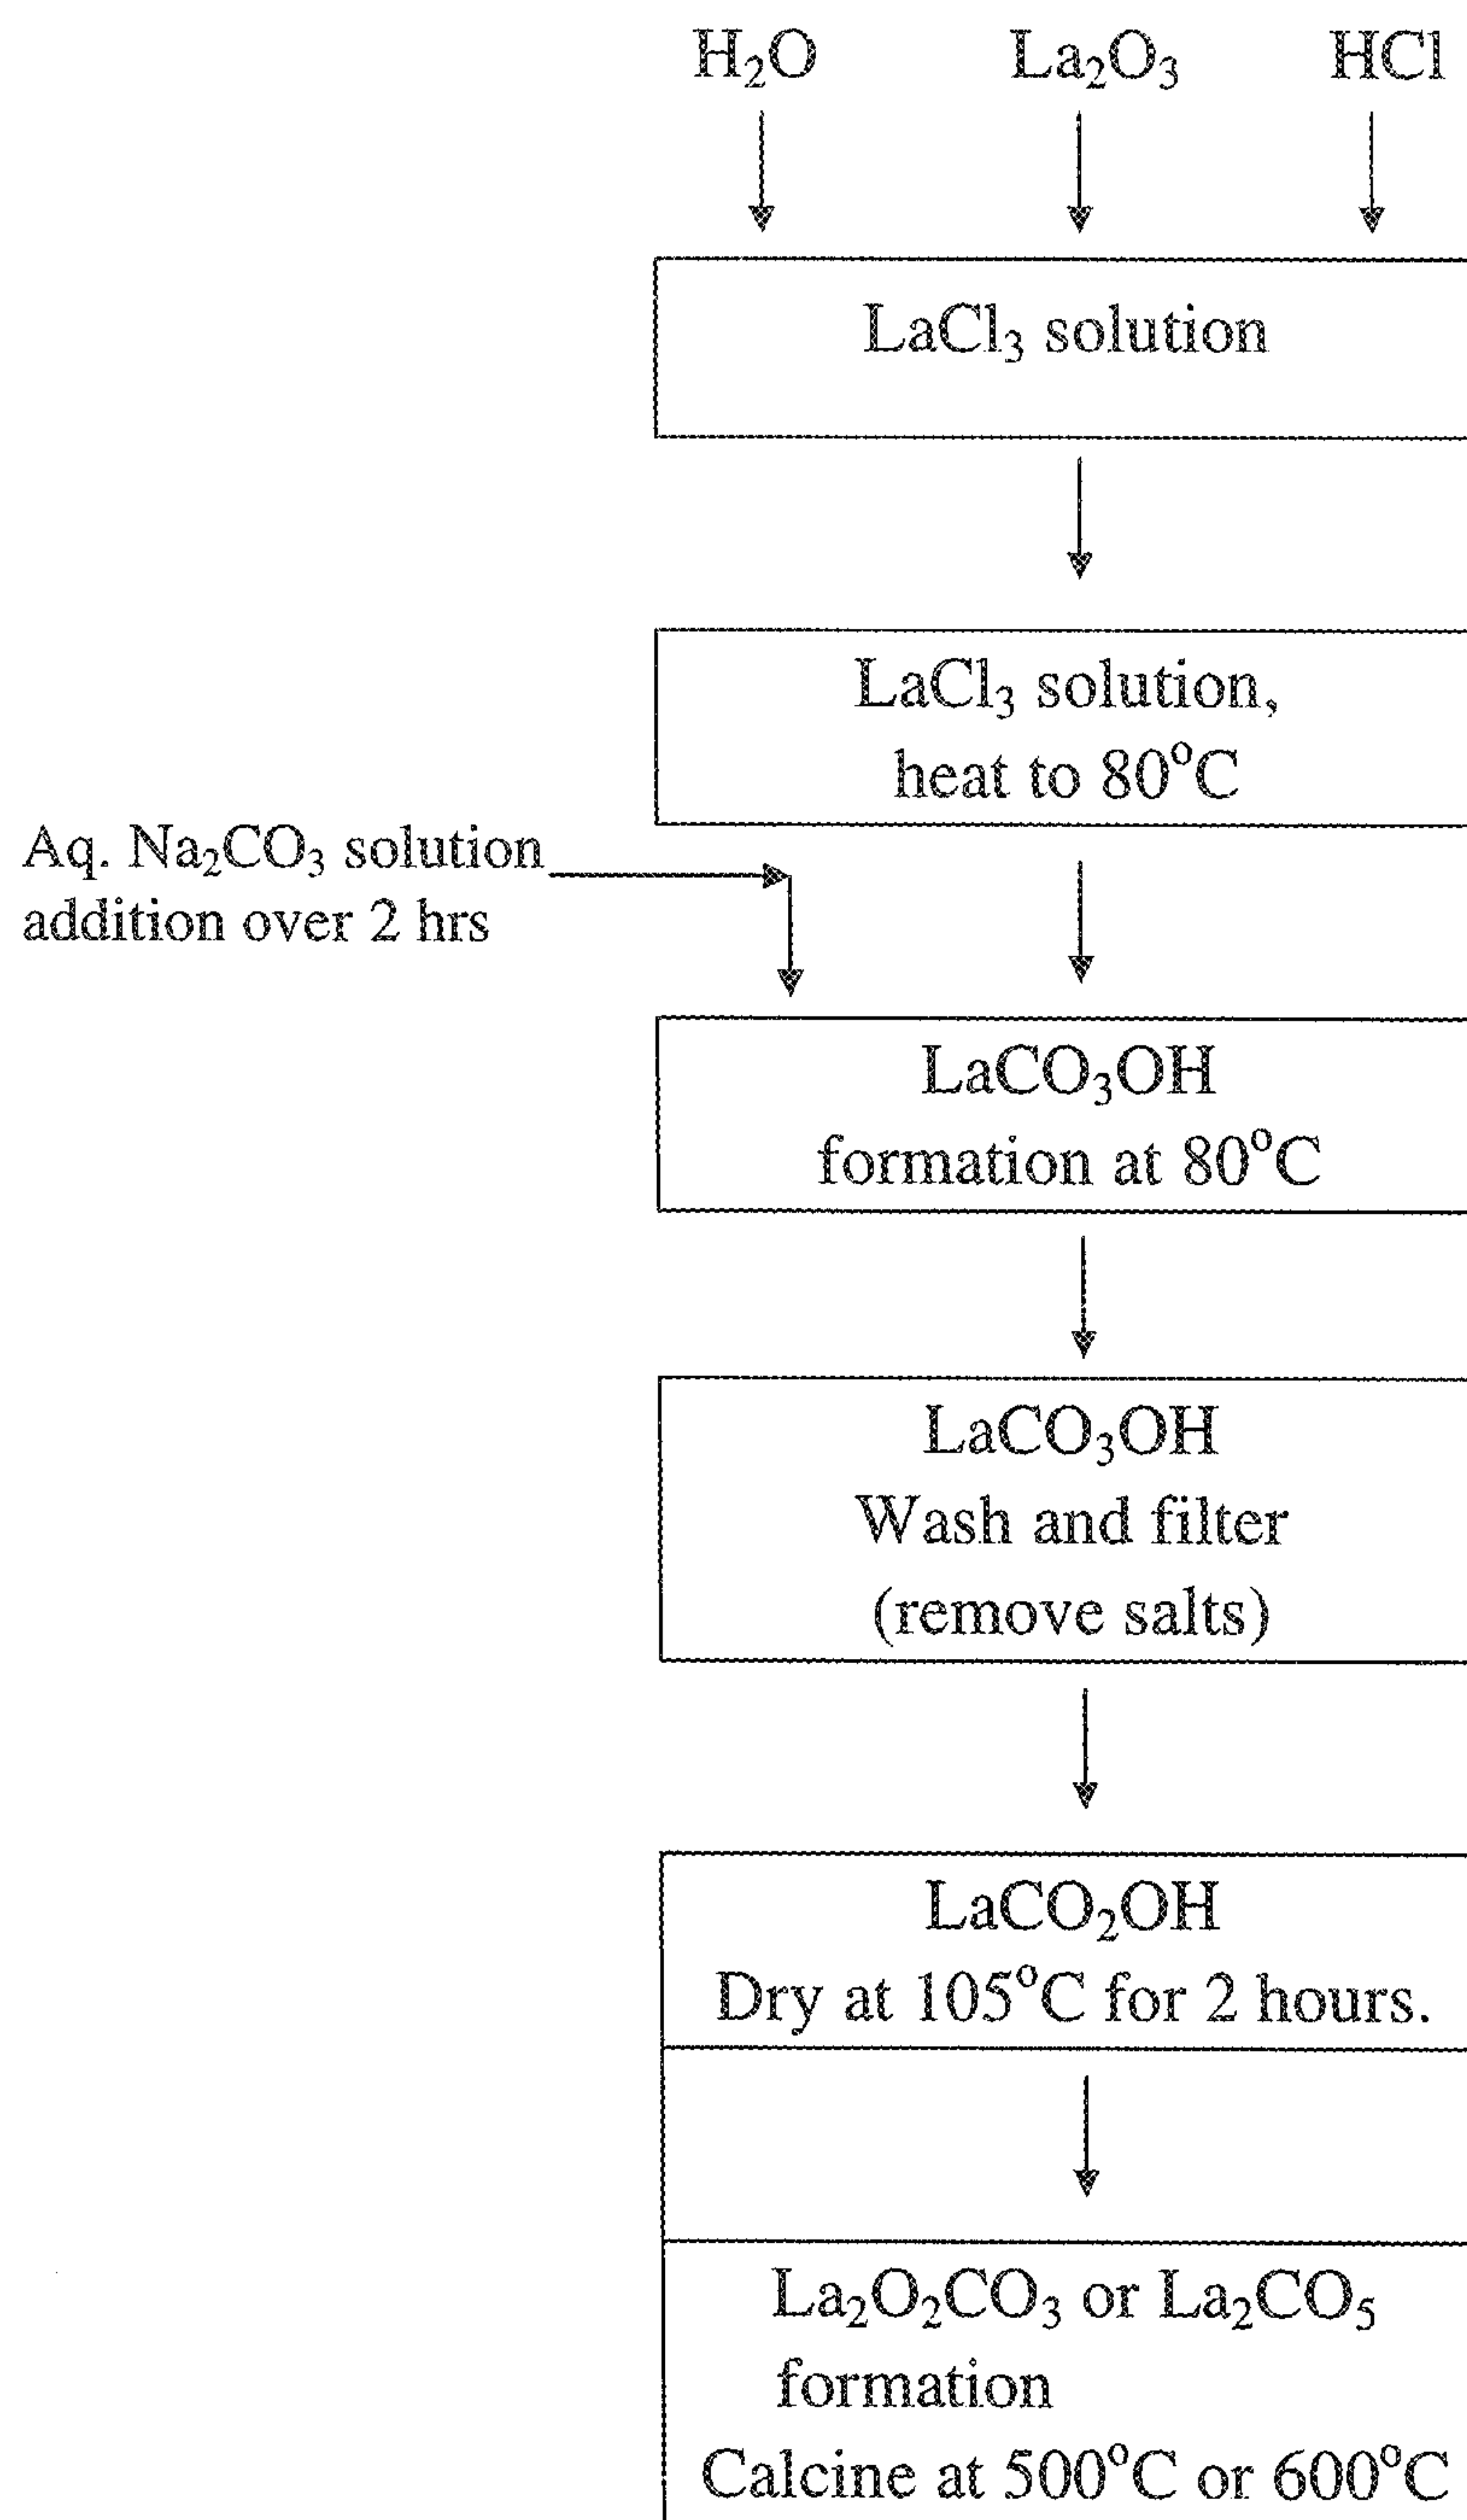 H₂O La₂O₃ HCl
LaCl₃ solution
LaCl₃ solution,
heat to 80°C
Aq. Na₂CO₃ solution
addition over 2 hrs
LaCO₃OH
formation at 80°C
LaCO₃OH
Wash and filter
(remove salts)
LaCO₂OH
Dry at 105°C for 2 hours.
La₂O₂CO₃ or La₂CO₅
formation
Calcine at 500°C or 600°C